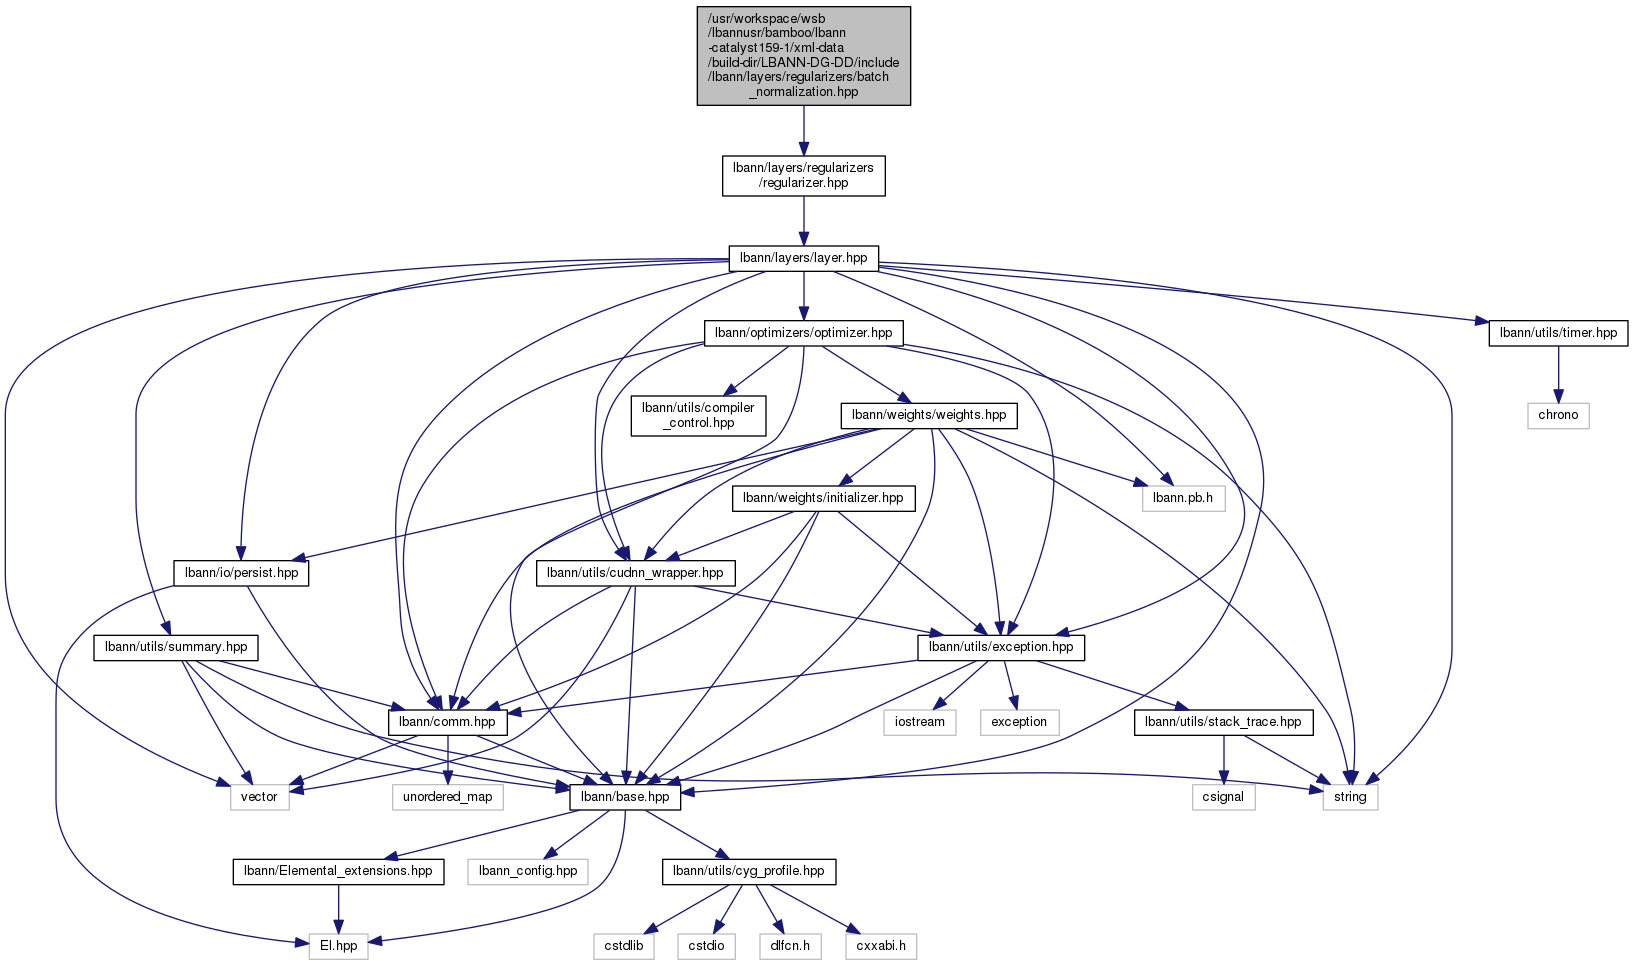 /usr/workspace/wsb
/lbannusr/bamboo/lbann
-catalyst159-1/xml-data
/build-dir/LBANN-DG-DD/include
/lbann/layers/regularizers/batch
_normalization.hpp
lbann/layers/regularizers
/regularizer.hpp
lbann/layers/layer.hpp
lbann/optimizers/optimizer.hpp
lbann/utils/timer.hpp
lbann/utils/compiler
_control.hpp
lbann/weights/weights.hpp
chrono
lbann/weights/initializer.hpp
lbann.pb.h
lbann/io/persist.hpp
lbann/utils/cudnn_wrapper.hpp
lbann/utils/summary.hpp
lbann/utils/exception.hpp
lbann/comm.hpp
iostream
exception
lbann/utils/stack_trace.hpp
vector
unordered_map
lbann/base.hpp
csignal
string
lbann/Elemental_extensions.hpp
lbann_config.hpp
lbann/utils/cyg_profile.hpp
El.hpp
cstdlib
cstdio
dlfcn.h
cxxabi.h